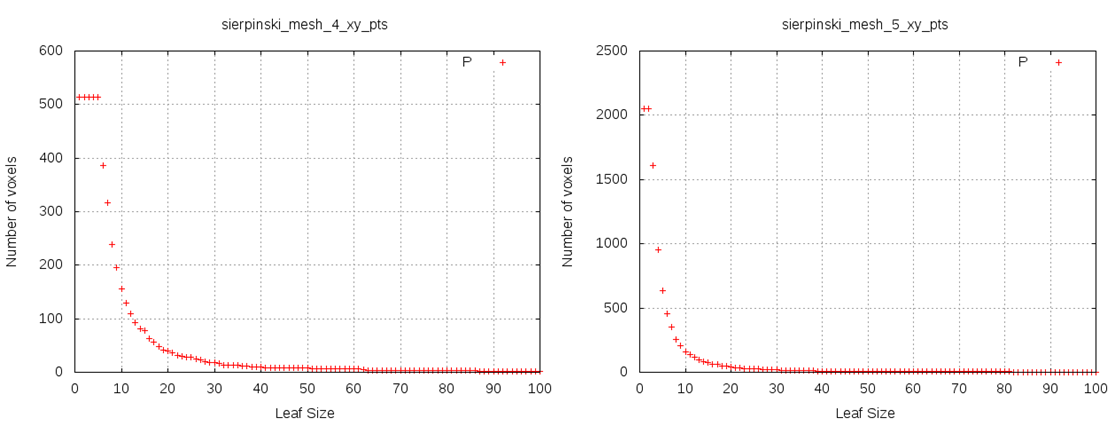 sierpinski_mesh_4_xy_pts
600
500
400
300
200
100
0
Number of voxels
P
0 10 20 30 40 50 60 70 80 90 100
Leaf Size
sierpinski_mesh_5_xy_pts
2500
2000
1500
1000
500
0
Number of voxels
P
0 10 20 30 40 50 60 70 80 90 100
Leaf Size